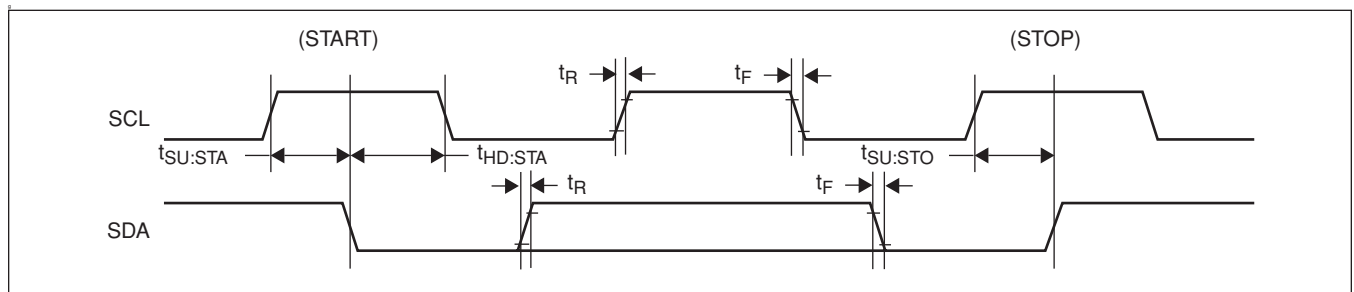 (START) (STOP)
tR tF
SCL
tSU:STA tHD:STA tSU:STO
tR tF
SDA